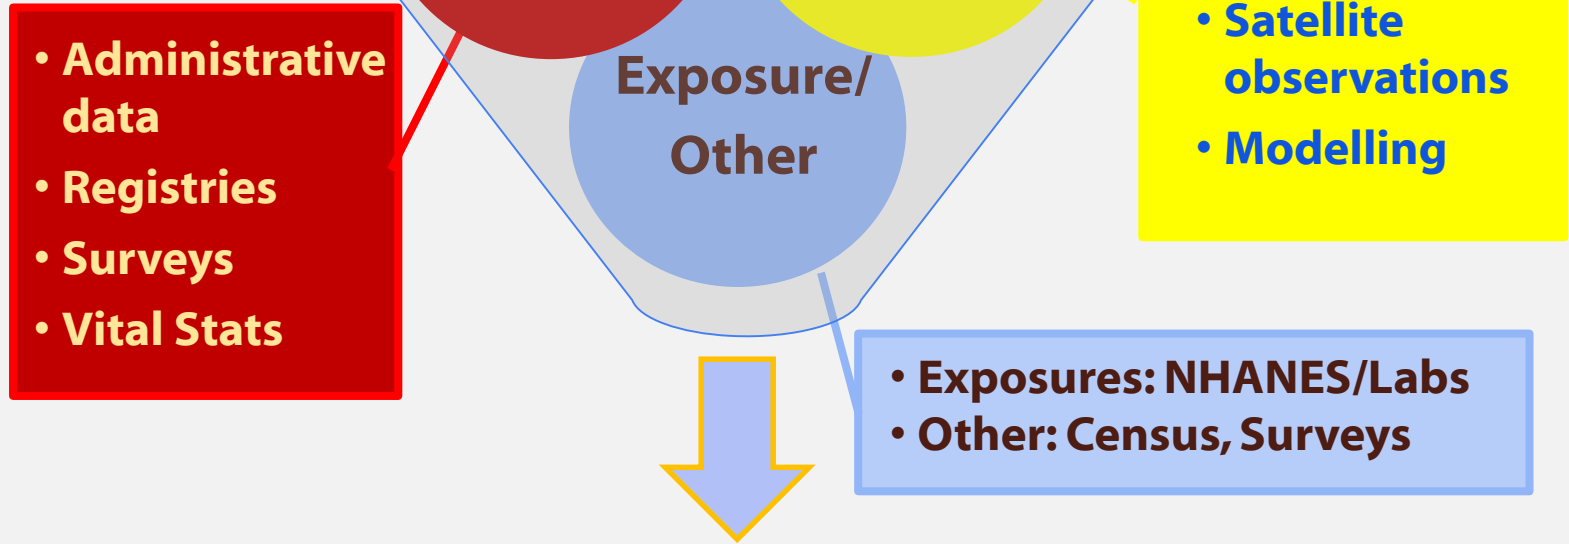 • Administrative
data
• Registries
• Surveys
• Vital Stats
Exposure/
Other
• Satellite
observations
• Modelling
• Exposures: NHANES/Labs
• Other: Census, Surveys